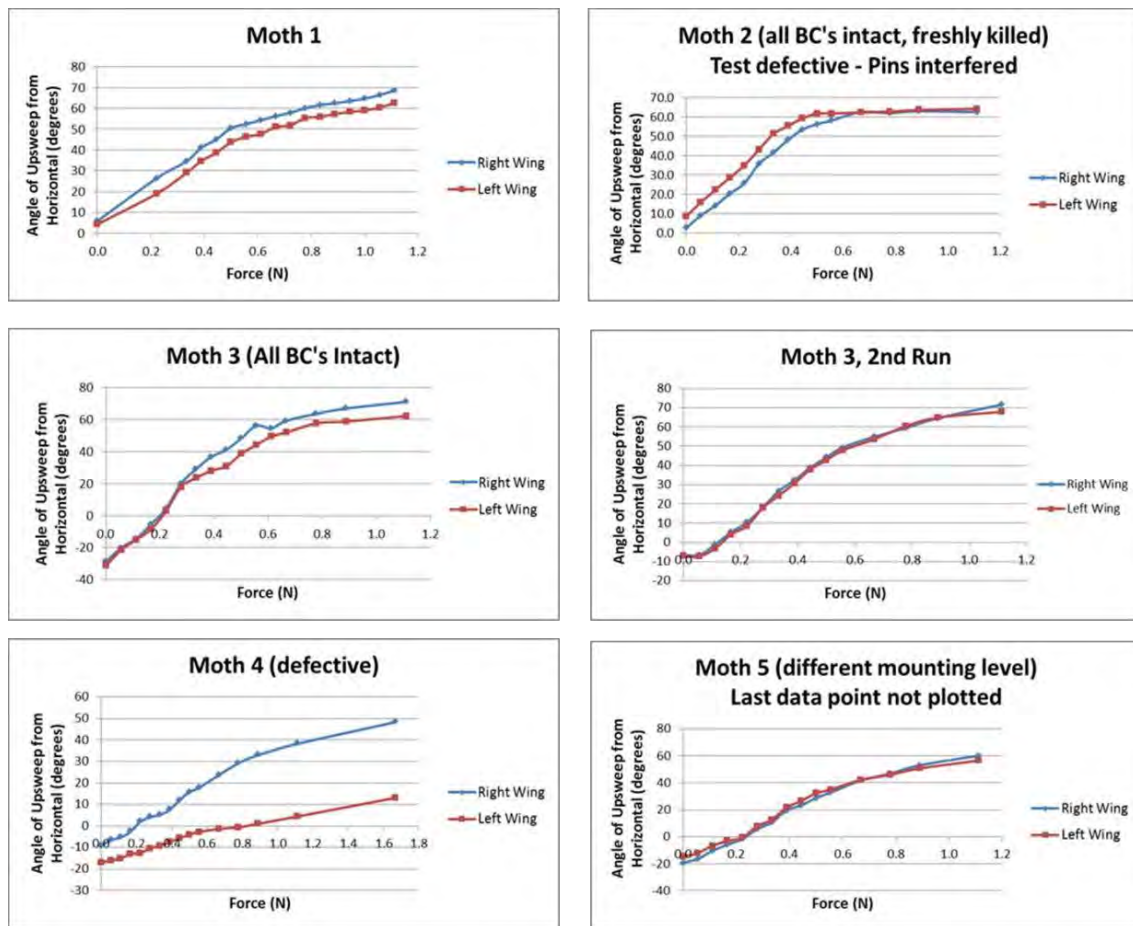 Moth 1
Angle of Upsweep from
Horizontal (degrees)
80
70
60
50
40
30
20
10
0
0.0 0.2 0.4 0.6 0.8 1.0 1.2
Force (N)
Right Wing
Left Wing
Moth 2 (all BC's intact, freshly killed)
Test defective - Pins interfered
Angle of Upsweep from
Horizontal (degrees)
70.0
60.0
50.0
40.0
30.0
20.0
10.0
0.0
0.0 0.2 0.4 0.6 0.8 1.0 1.2
Force (N)
Right Wing
Left Wing
Moth 3 (All BC's Intact)
Angle of Upsweep from
Horizontal (degrees)
80
60
40
20
0
-20
-40
0.0 0.2 0.4 0.6 0.8 1.0 1.2
Force (N)
Right Wing
Left Wing
Moth 3, 2nd Run
Angle of Upsweep from
Horizontal (degrees)
80
70
60
50
40
30
20
10
0
-10
-20
0.0 0.2 0.4 0.6 0.8 1.0 1.2
Force (N)
Right Wing
Left Wing
Moth 4 (defective)
Angle of Upsweep from
Horizontal (degrees)
60
50
40
30
20
10
0
-10
-20
-30
0.0 0.2 0.4 0.6 0.8 1.0 1.2 1.4 1.6 1.8
Force (N)
Right Wing
Left Wing
Moth 5 (different mounting level)
Last data point not plotted
Angle of Upsweep from
Horizontal (degrees)
80
60
40
20
0
-20
-40
0.0 0.2 0.4 0.6 0.8 1.0 1.2
Force (N)
Right Wing
Left Wing